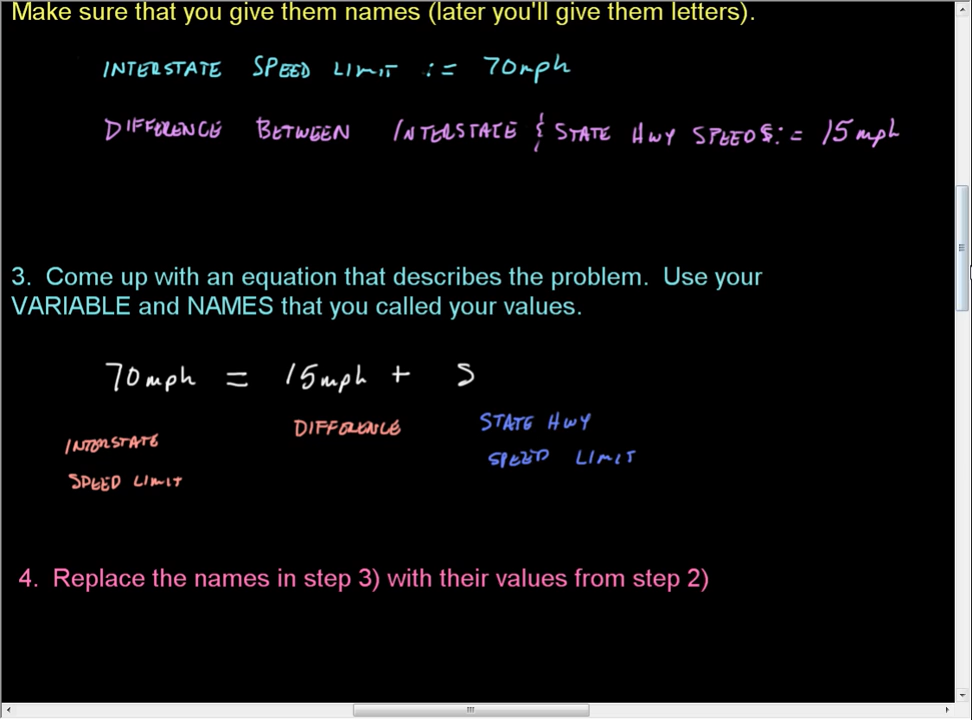 Make sure that you give them names (later you'll give them letters).
INTERSTATE SPEED LIMIT := 70mph
DIFFERENCE BETWEEN INTERSTATE & STATE HWY SPEEDS := 15mph
3. Come up with an equation that describes the problem. Use your
VARIABLE and NAMES that you called your values.
70mph = 15mph + S
INTERSTATE DIFFERENCE STATE HWY
SPEED LIMIT SPEED LIMIT
4. Replace the names in step 3) with their values from step 2)